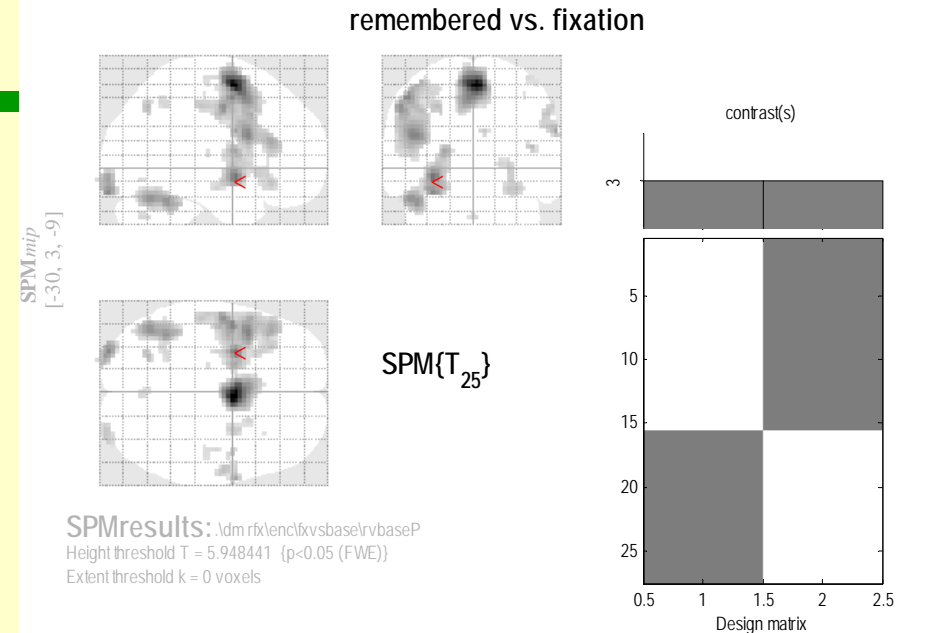 remembered vs. fixation
SPMmip
[-30, 3, -9]
<
<
<
SPM{T25}
SPMresults: .\dm rfx\enc\fxvsbase\rvbaseP
Height threshold T = 5.948441 {p<0.05 (FWE)}
Extent threshold k = 0 voxels
contrast(s)
3
5
10
15
20
25
0.5 1 1.5 2 2.5
Design matrix